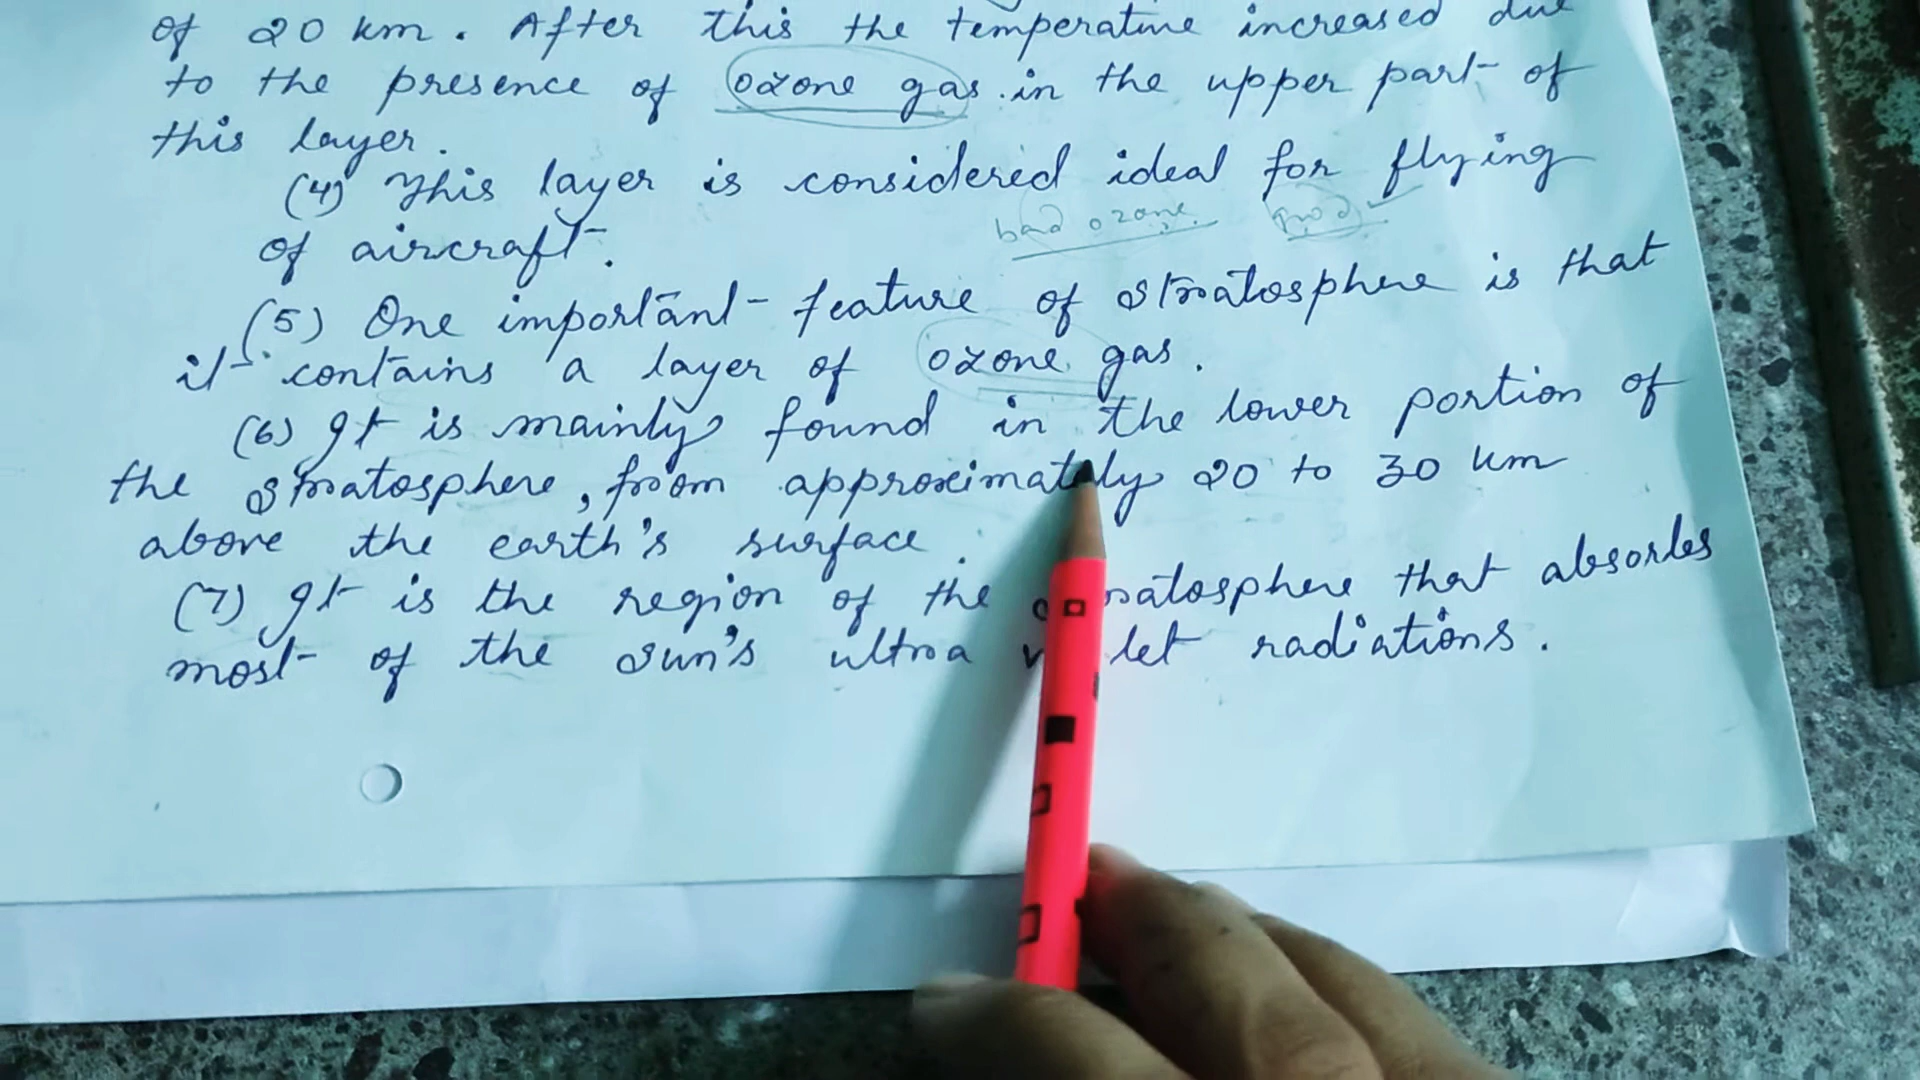 of 20 km. After this the temperature increased due
to the presence of ozone gas in the upper part of
this layer.
(4) This layer is considered ideal for flying
bad ozone good
of aircraft.
(5) One important feature of stratosphere is that
it contains a layer of ozone gas.
(6) It is mainly found in the lower portion of
the stratosphere, from approximately 20 to 30 km
above the earth's surface.
(7) It is the region of the stratosphere that absorbes
most of the sun's ultra violet radiations.